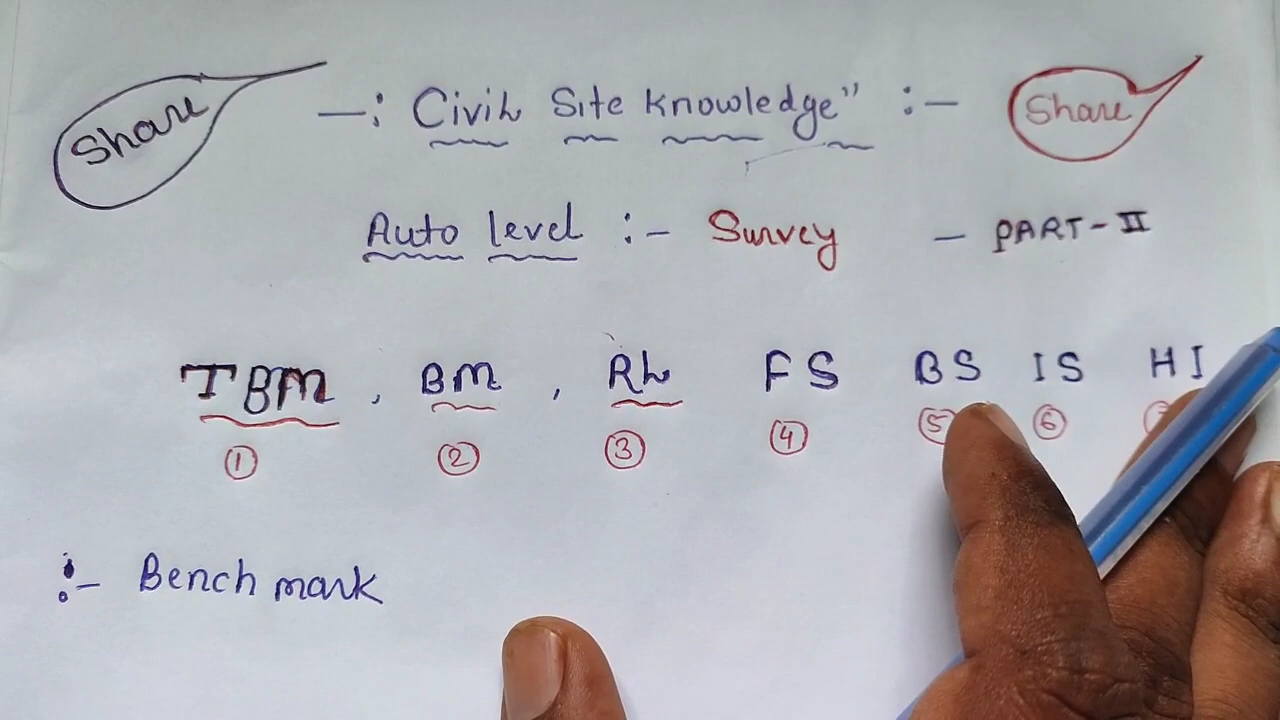 Share -: Civil Site Knowledge" :- Share
Auto level :- Survey - PART-II
TBM , BM , RL FS BS IS HI
① ② ③ ④ ⑤ ⑥
:- Bench mark